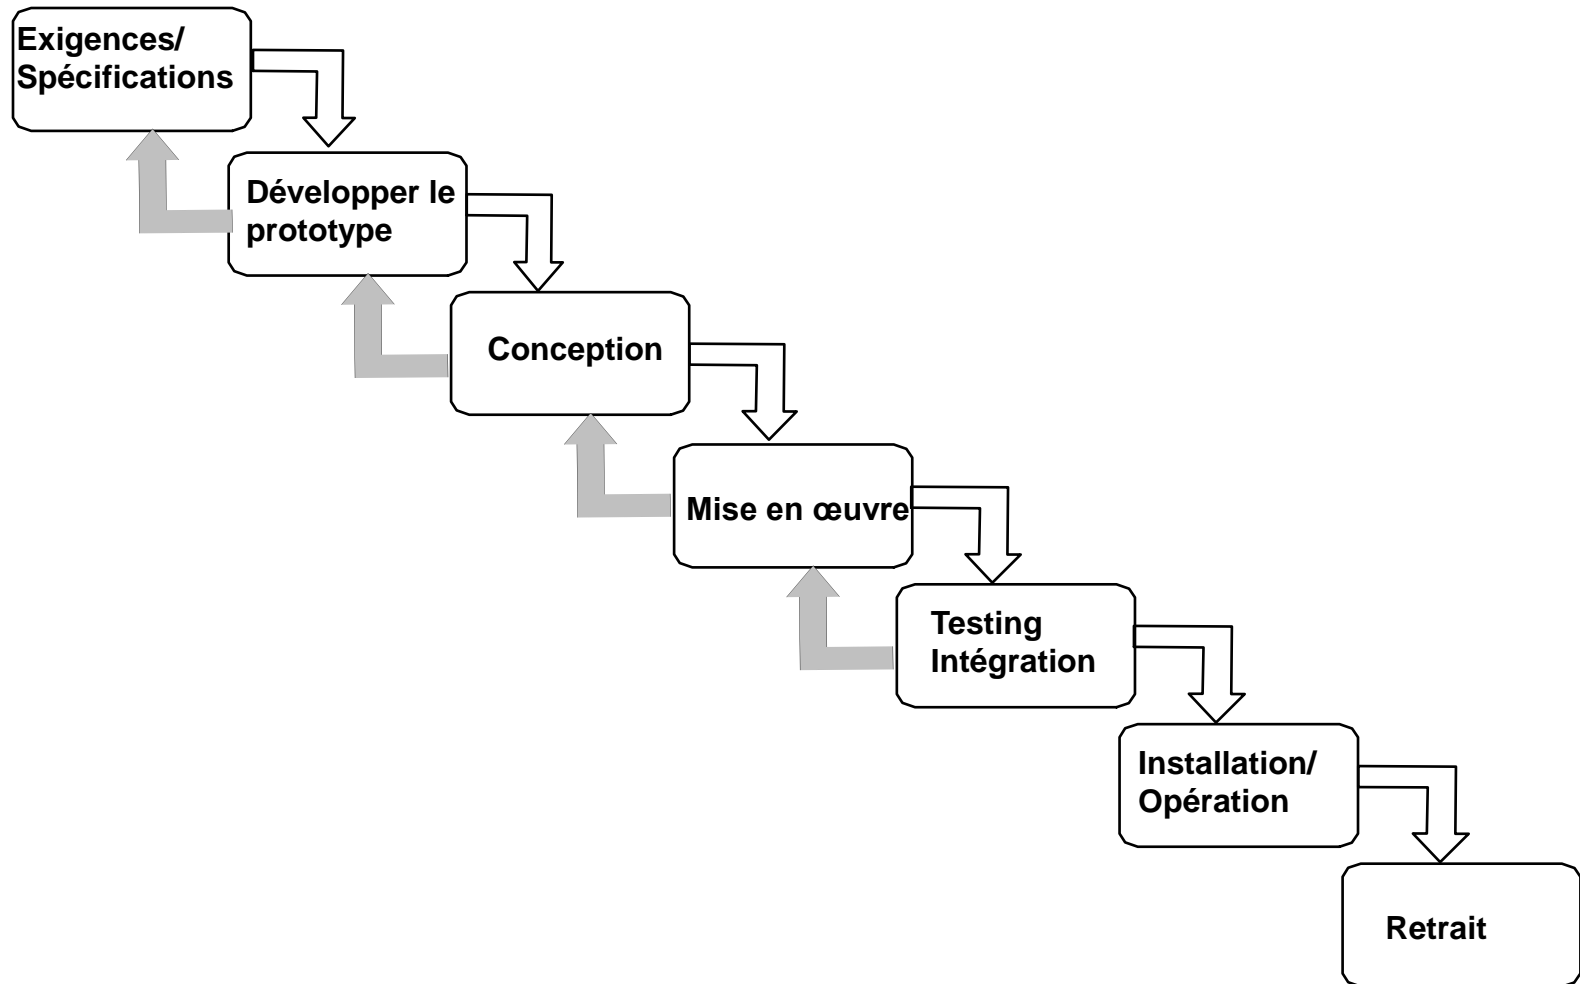 Exigences/
Spécifications
Développer le
prototype
Conception
Mise en œuvre
Testing
Intégration
Installation/
Opération
Retrait